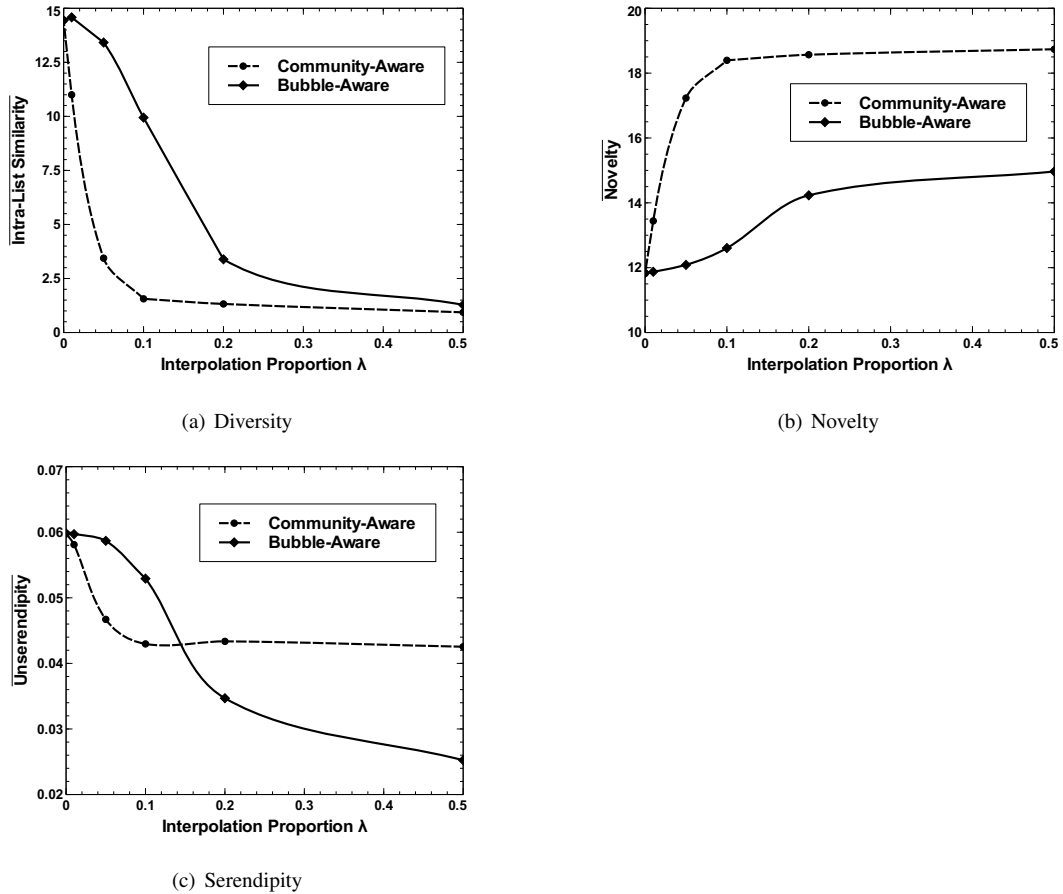 15
12.5
10
7.5
5
2.5
0
Intra-List Similarity
Community-Aware
Bubble-Aware
0 0.1 0.2 0.3 0.4 0.5
Interpolation Proportion λ
(a) Diversity
20
18
16
14
12
10
Novelty
Community-Aware
Bubble-Aware
0 0.1 0.2 0.3 0.4 0.5
Interpolation Proportion λ
(b) Novelty
0.07
0.06
0.05
0.04
0.03
0.02
Unserendipity
Community-Aware
Bubble-Aware
0 0.1 0.2 0.3 0.4 0.5
Interpolation Proportion λ
(c) Serendipity